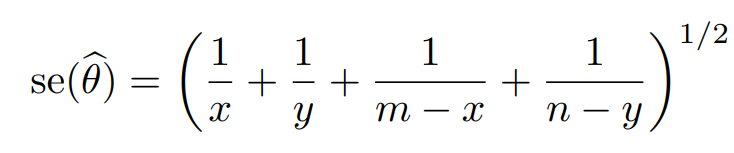 se(θ̂) = (1/x + 1/y + 1/(m − x) + 1/(n − y))^{1/2}